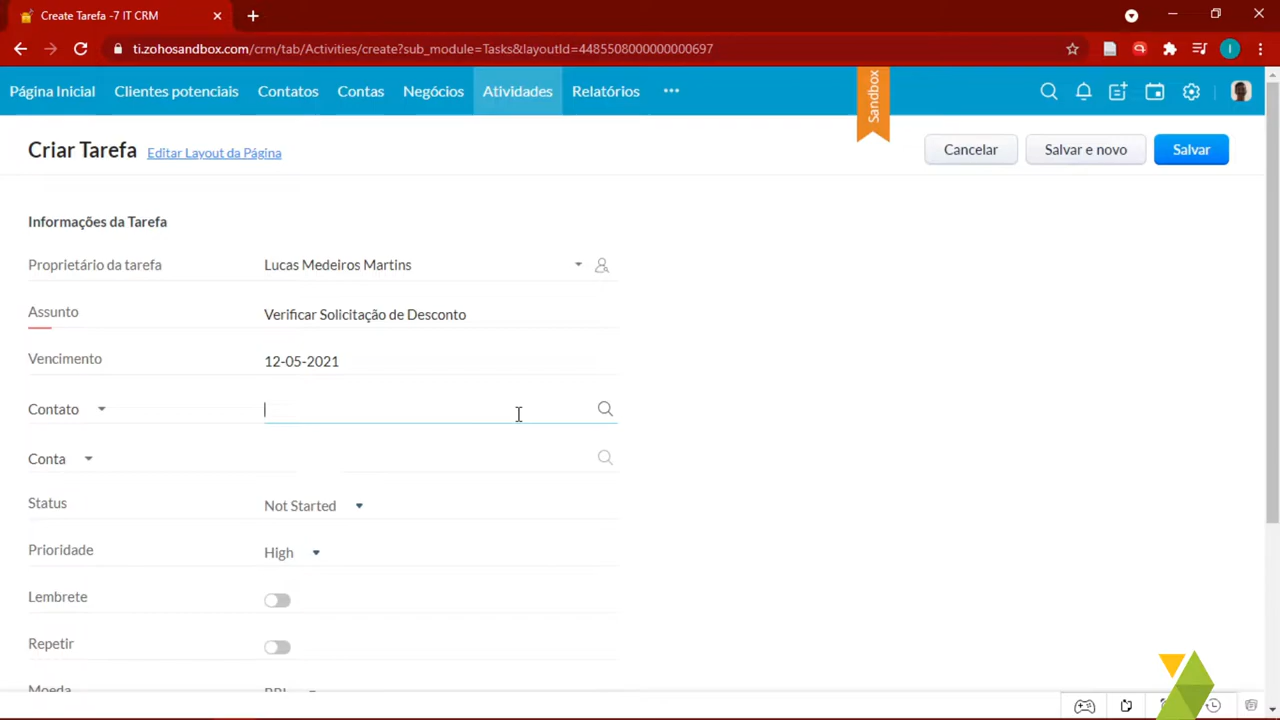 Create Tarefa -7 IT CRM
ti.zohosandbox.com/crm/tab/Activities/create?sub_module=Tasks&layoutId=4485508000000000697
Página Inicial Clientes potenciais Contatos Contas Negócios Atividades Relatórios
Sandbox
Criar Tarefa Editar Layout da Página Cancelar Salvar e novo Salvar
Informações da Tarefa
Proprietário da tarefa Lucas Medeiros Martins
Assunto Verificar Solicitação de Desconto
Vencimento 12-05-2021
Contato
Conta
Status Not Started
Prioridade High
Lembrete
Repetir
Moeda BRL